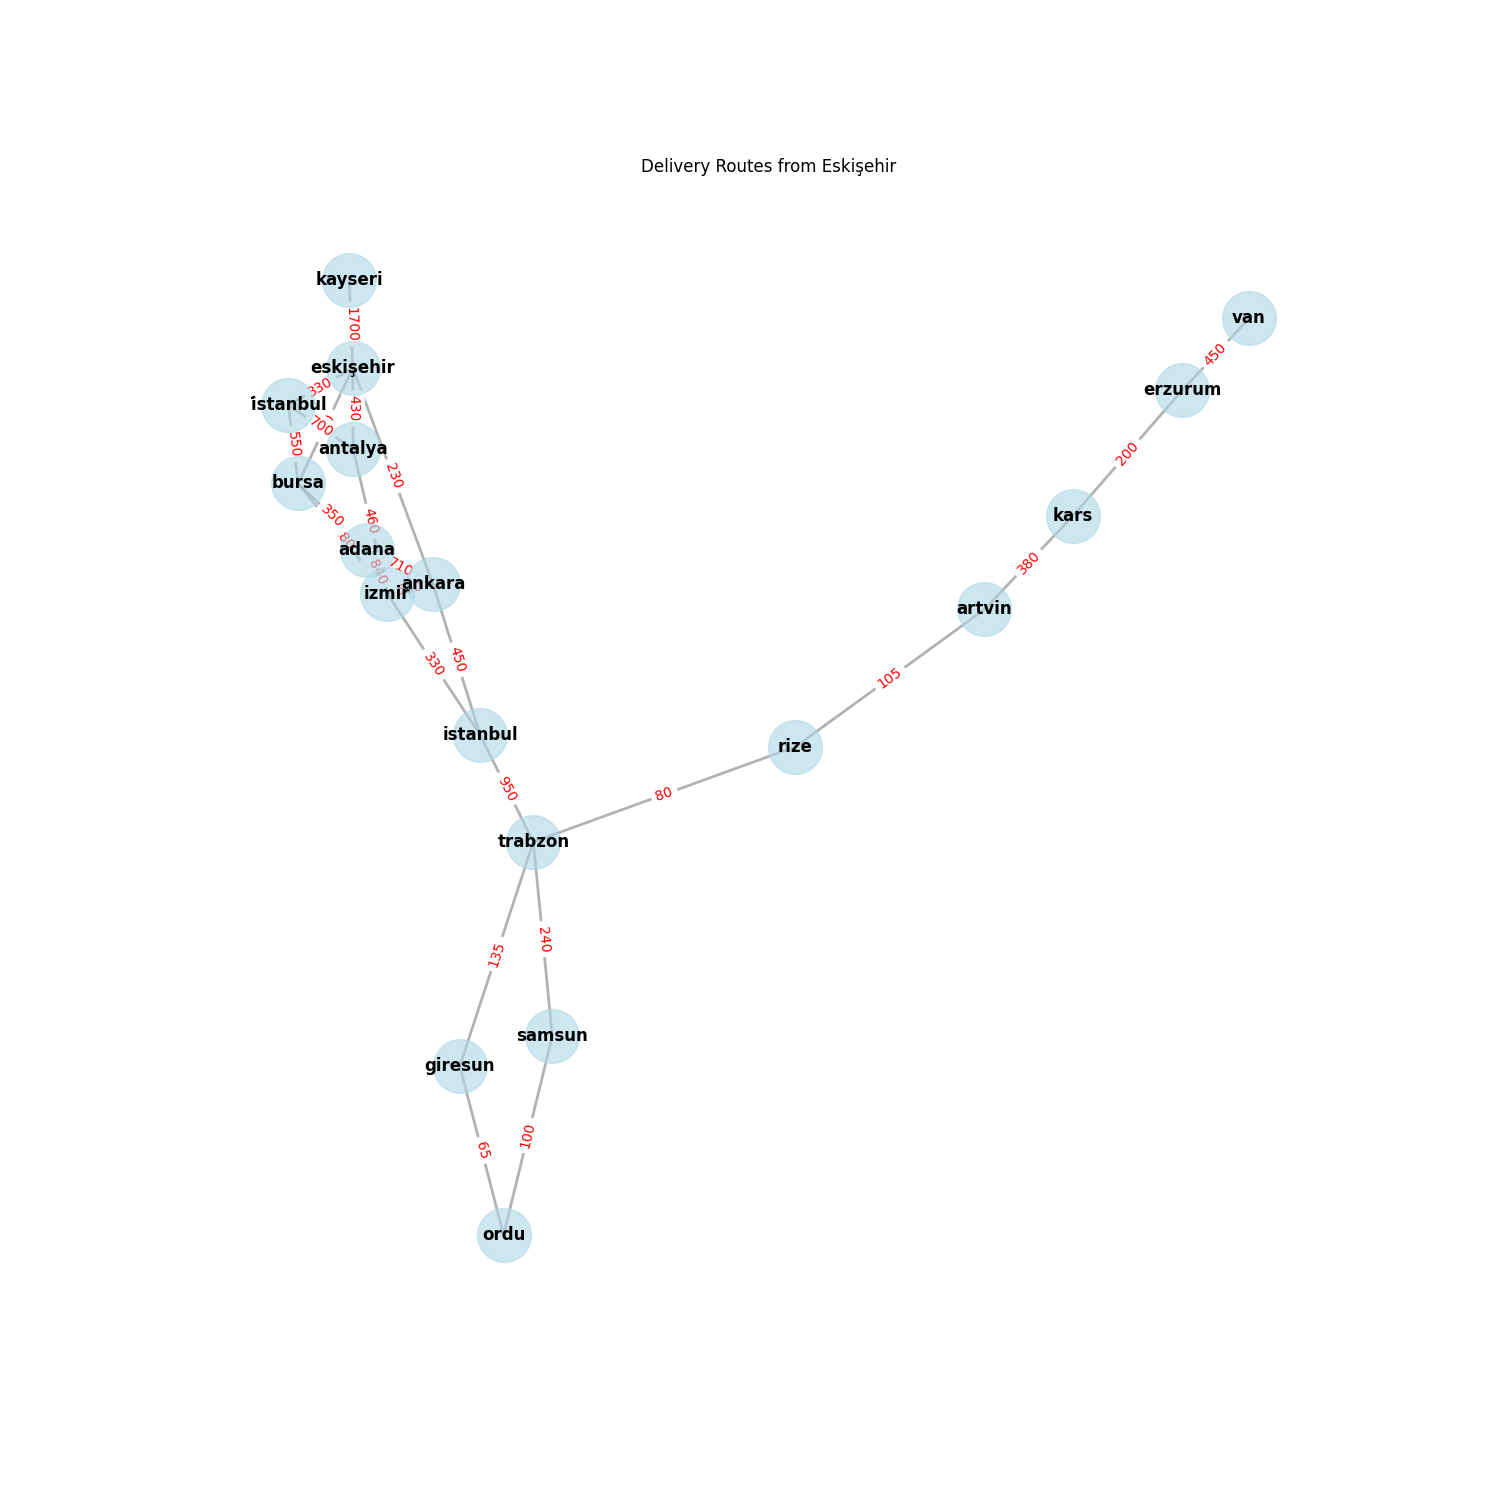 Delivery Routes from Eskişehir
kayseri
van
1700
450
eskişehir
330
erzurum
i̇stanbul
430
700
550
antalya
200
230
bursa
350
kars
460
adana
380
710
840
ankara
izmir
artvin
330
450
105
istanbul
rize
950
80
trabzon
135
240
samsun
giresun
100
65
ordu